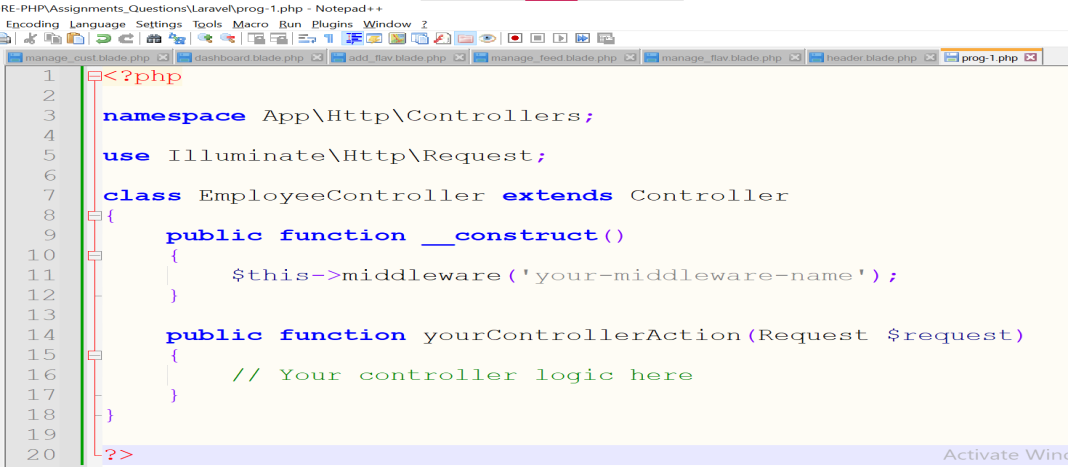 RE-PHP\Assignments_Questions\Laravel\prog-1.php - Notepad++
Encoding Language Settings Tools Macro Run Plugins Window ?
manage_cust.blade.php dashboard.blade.php add_flav.blade.php manage_feed.blade.php manage_flav.blade.php header.blade.php prog-1.php
1 <?php
2
3 namespace App\Http\Controllers;
4
5 use Illuminate\Http\Request;
6
7 class EmployeeController extends Controller
8 {
9 public function __construct()
10 {
11 $this->middleware('your-middleware-name');
12 }
13
14 public function yourControllerAction(Request $request)
15 {
16 // Your controller logic here
17 }
18 }
19
20 ?>
Activate Wind